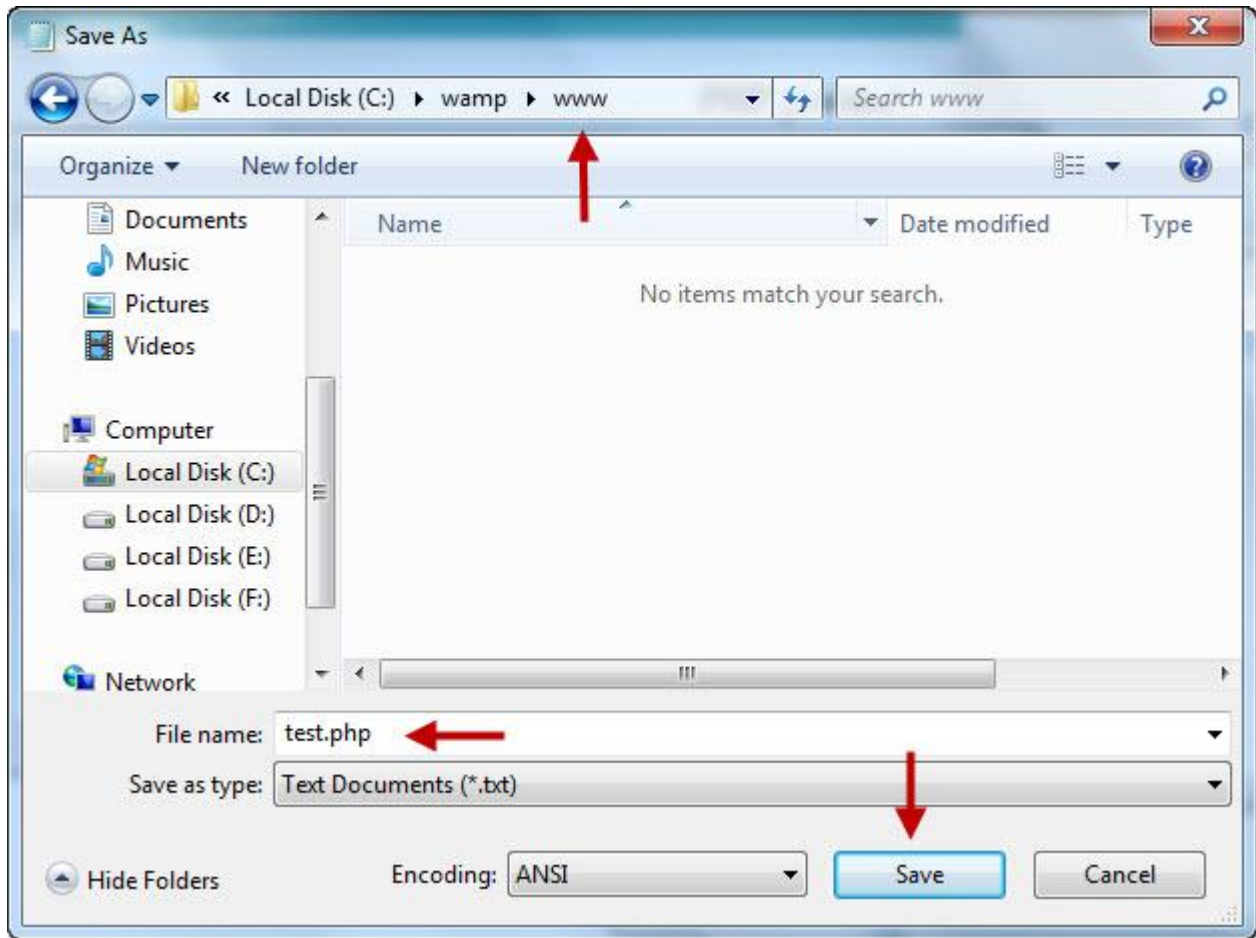 Save As
« Local Disk (C:) ▸ wamp ▸ www
Search www
Organize
New folder
Name
Date modified
Type
Documents
Music
Pictures
Videos
No items match your search.
Computer
Local Disk (C:)
Local Disk (D:)
Local Disk (E:)
Local Disk (F:)
Network
File name: test.php
Save as type: Text Documents (*.txt)
Hide Folders
Encoding: ANSI
Save
Cancel